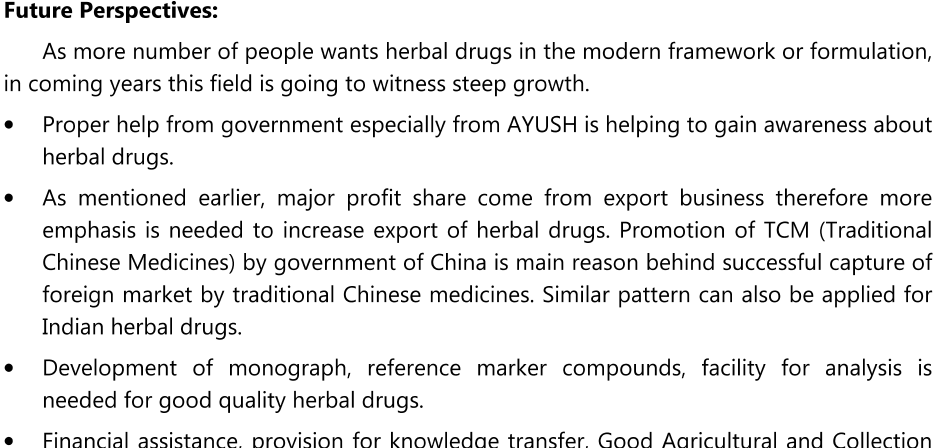 Future Perspectives:
As more number of people wants herbal drugs in the modern framework or formulation,
in coming years this field is going to witness steep growth.
• Proper help from government especially from AYUSH is helping to gain awareness about
herbal drugs.
• As mentioned earlier, major profit share come from export business therefore more
emphasis is needed to increase export of herbal drugs. Promotion of TCM (Traditional
Chinese Medicines) by government of China is main reason behind successful capture of
foreign market by traditional Chinese medicines. Similar pattern can also be applied for
Indian herbal drugs.
• Development of monograph, reference marker compounds, facility for analysis is
needed for good quality herbal drugs.
• Financial assistance, provision for knowledge transfer, Good Agricultural and Collection